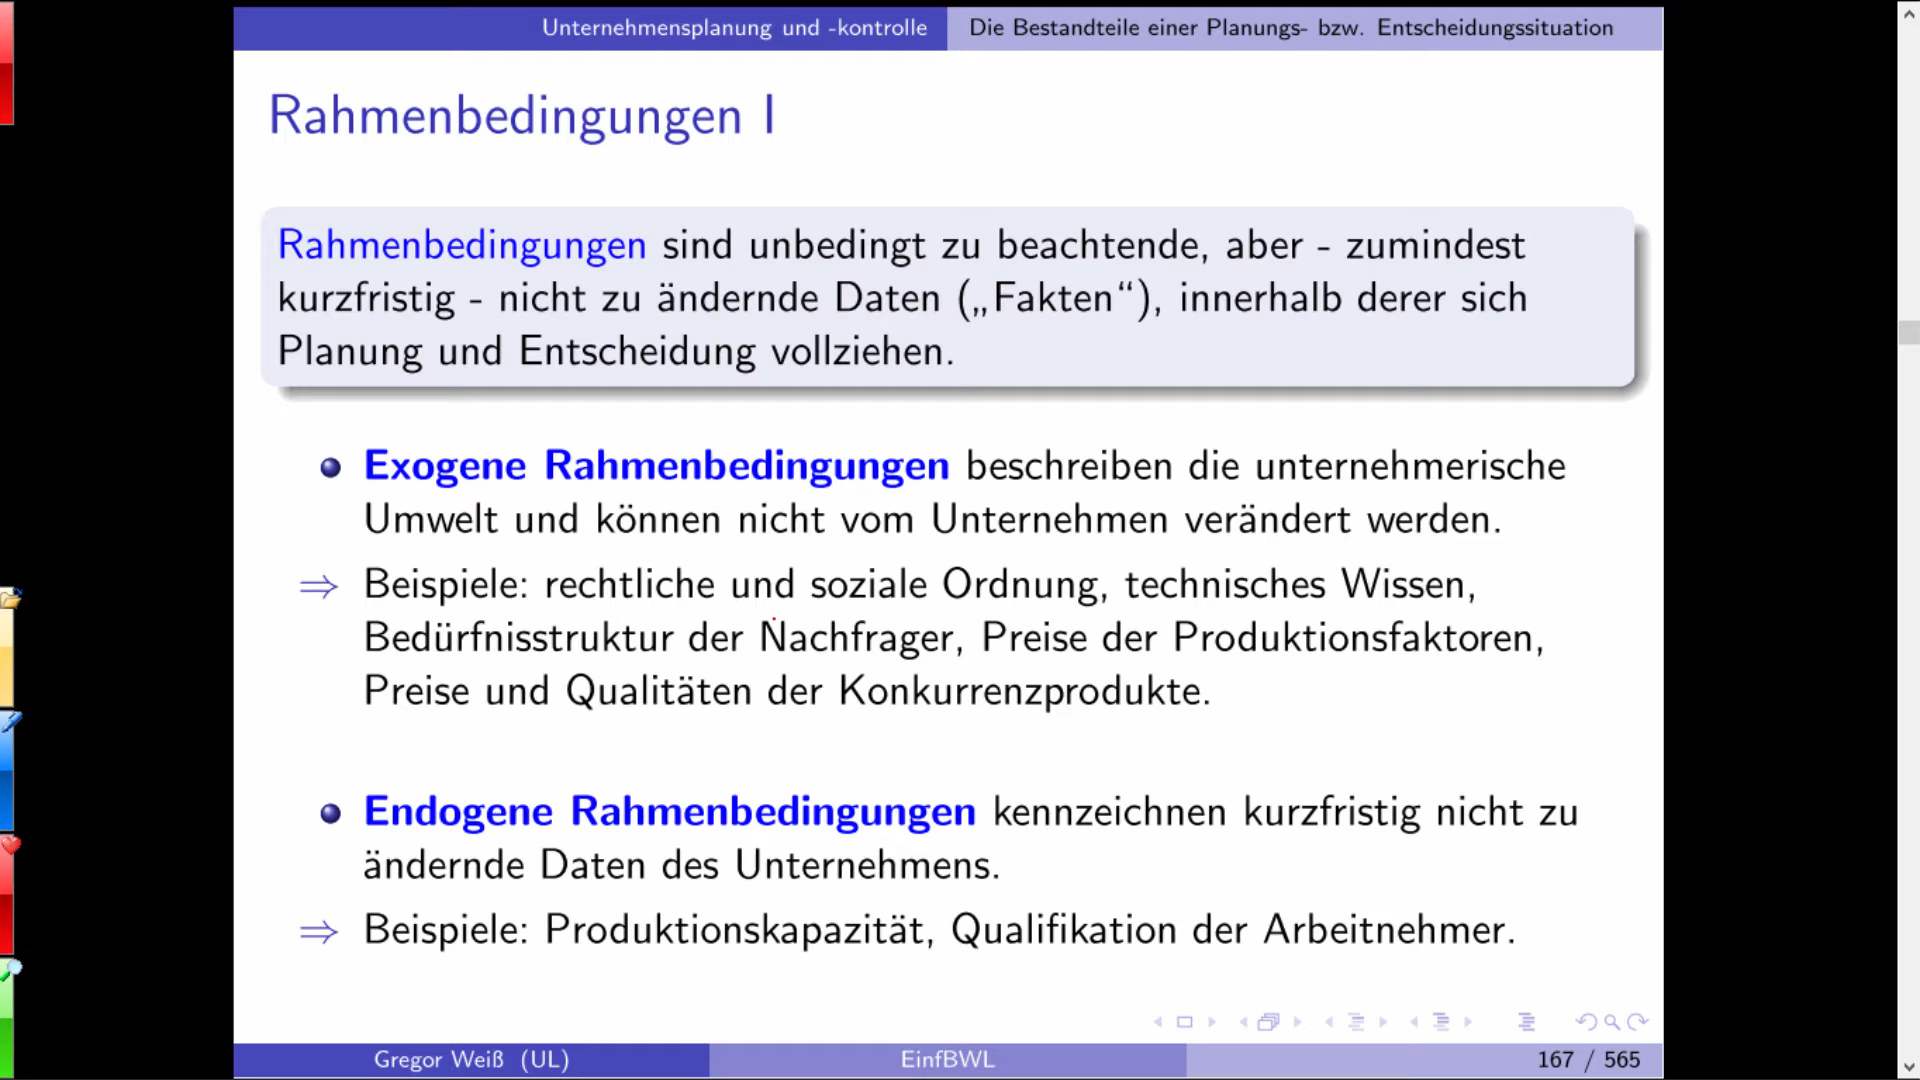 Unternehmensplanung und -kontrolle Die Bestandteile einer Planungs- bzw. Entscheidungssituation
Rahmenbedingungen I
Rahmenbedingungen sind unbedingt zu beachtende, aber - zumindest
kurzfristig - nicht zu ändernde Daten („Fakten“), innerhalb derer sich
Planung und Entscheidung vollziehen.
Exogene Rahmenbedingungen beschreiben die unternehmerische
Umwelt und können nicht vom Unternehmen verändert werden.
⇒ Beispiele: rechtliche und soziale Ordnung, technisches Wissen,
Bedürfnisstruktur der Nachfrager, Preise der Produktionsfaktoren,
Preise und Qualitäten der Konkurrenzprodukte.
Endogene Rahmenbedingungen kennzeichnen kurzfristig nicht zu
ändernde Daten des Unternehmens.
⇒ Beispiele: Produktionskapazität, Qualifikation der Arbeitnehmer.
Gregor Weiß (UL) EinfBWL 167 / 565